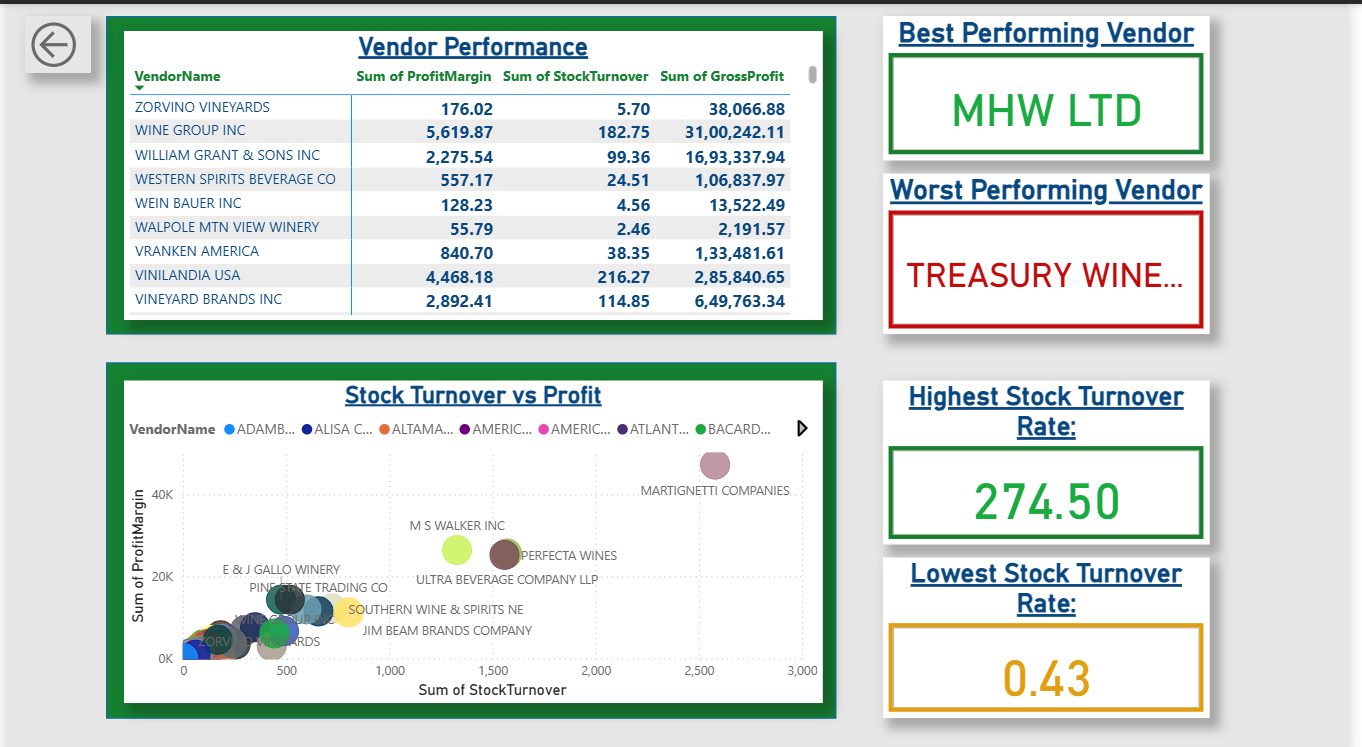 Vendor Performance
VendorName Sum of ProfitMargin Sum of StockTurnover Sum of GrossProfit
ZORVINO VINEYARDS 176.02 5.70 38,066.88
WINE GROUP INC 5,619.87 182.75 31,00,242.11
WILLIAM GRANT & SONS INC 2,275.54 99.36 16,93,337.94
WESTERN SPIRITS BEVERAGE CO 557.17 24.51 1,06,837.97
WEIN BAUER INC 128.23 4.56 13,522.49
WALPOLE MTN VIEW WINERY 55.79 2.46 2,191.57
VRANKEN AMERICA 840.70 38.35 1,33,481.61
VINILANDIA USA 4,468.18 216.27 2,85,840.65
VINEYARD BRANDS INC 2,892.41 114.85 6,49,763.34
Best Performing Vendor
MHW LTD
Worst Performing Vendor
TREASURY WINE...
Stock Turnover vs Profit
VendorName ADAMB... ALISA C... ALTAMA... AMERIC... AMERIC... ATLANT... BACARD...
Sum of ProfitMargin
40K
20K
0K
MARTIGNETTI COMPANIES
M S WALKER INC
PERFECTA WINES
E & J GALLO WINERY
ULTRA BEVERAGE COMPANY LLP
PINE STATE TRADING CO
SOUTHERN WINE & SPIRITS NE
WINE GROUP INC
JIM BEAM BRANDS COMPANY
ZORVINO VINEYARDS
0 500 1,000 1,500 2,000 2,500 3,000
Sum of StockTurnover
Highest Stock Turnover
Rate:
274.50
Lowest Stock Turnover
Rate:
0.43